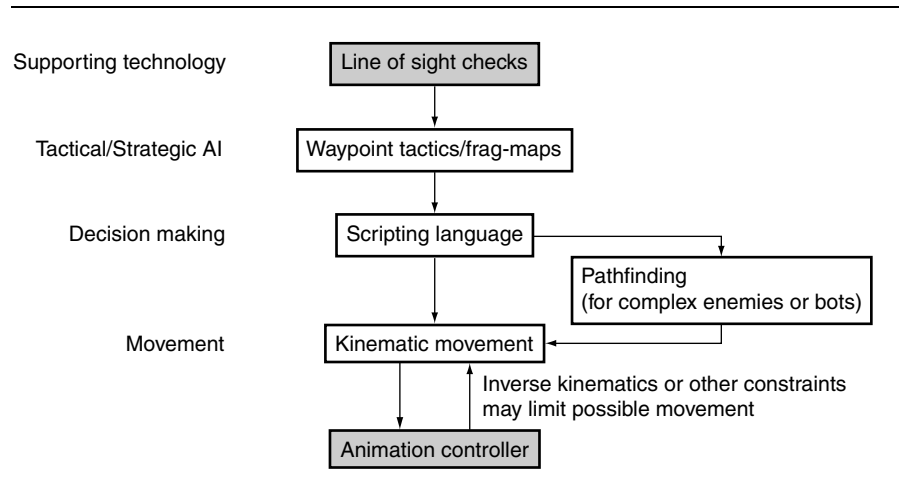 Supporting technology
Line of sight checks
Tactical/Strategic AI
Waypoint tactics/frag-maps
Decision making
Scripting language
Pathfinding
(for complex enemies or bots)
Movement
Kinematic movement
Inverse kinematics or other constraints
may limit possible movement
Animation controller